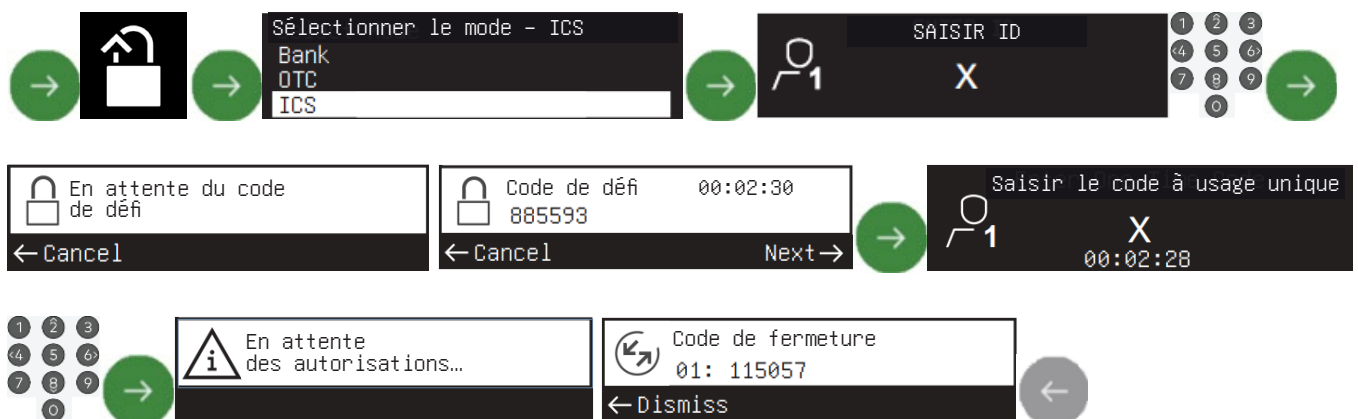 Sélectionner le mode – ICS
Bank
OTC
ICS
1
SAISIR ID
X
1 2 3
4 5 6
7 8 9
0
En attente du code
de défi
←Cancel
Code de défi 00:02:30
885593
←Cancel Next→
Saisir le code à usage unique
1
X
00:02:28
1 2 3
4 5 6
7 8 9
0
i
En attente
des autorisations…
Code de fermeture
01: 115057
←Dismiss